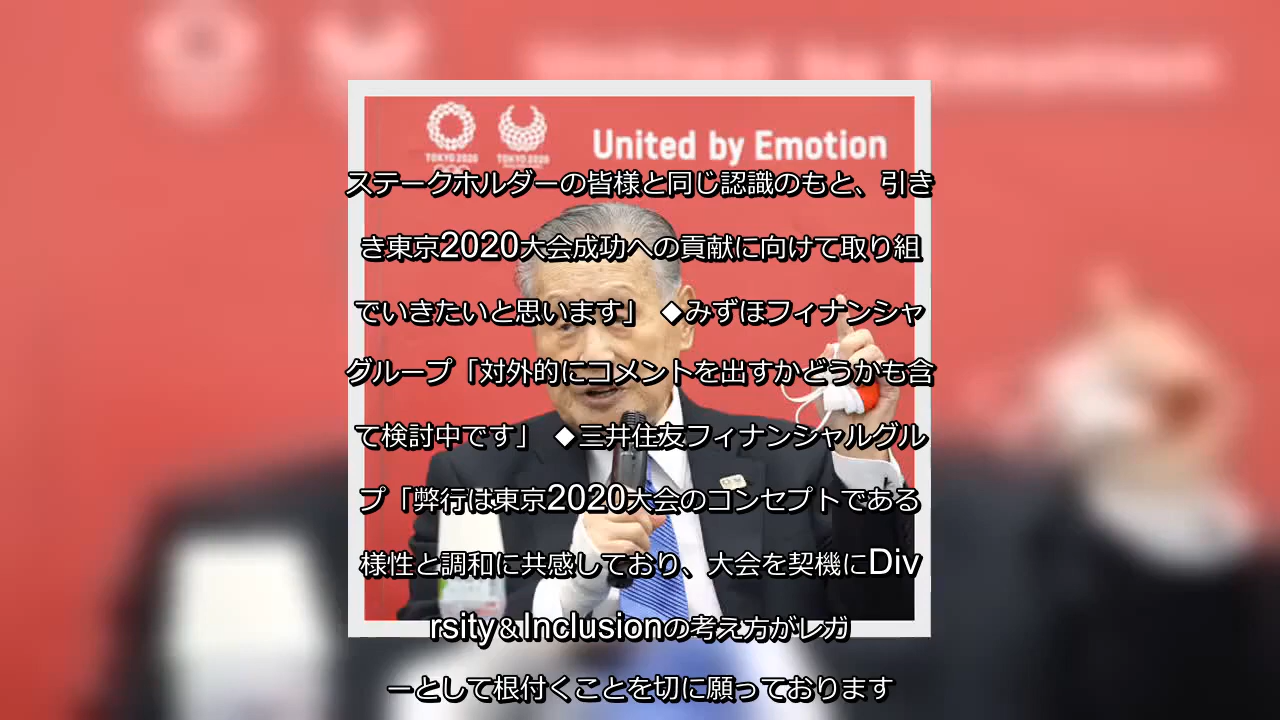 TOKYO 2020
TOKYO 2020
United by Emotion
ステークホルダーの皆様と同じ認識のもと、引き
き東京2020大会成功への貢献に向けて取り組
でいきたいと思います」 ◆みずほフィナンシャ
グループ「対外的にコメントを出すかどうかも含
て検討中です」 ◆三井住友フィナンシャルグル
プ「弊行は東京2020大会のコンセプトである
様性と調和に共感しており、大会を契機にDiv
rsity＆Inclusionの考え方がレガ
ーとして根付くことを切に願っております